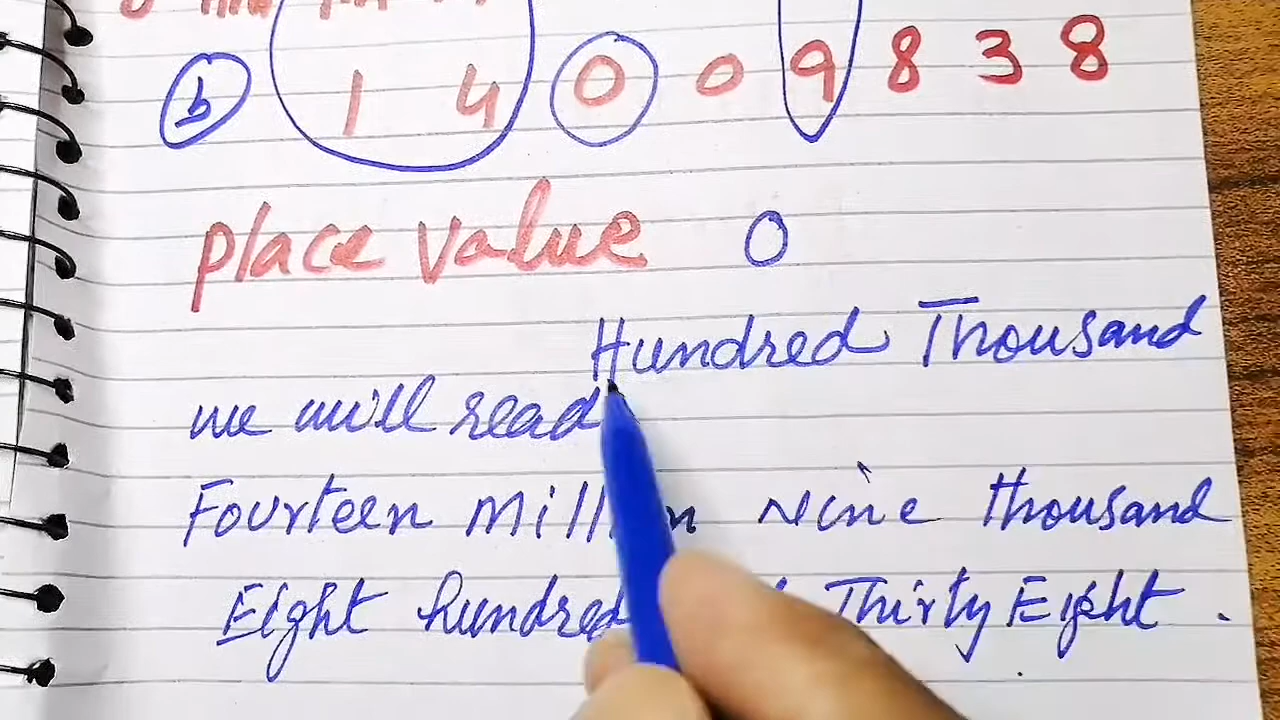 b 1 4 0 0 9 8 3 8
Place Value 0
Hundred Thousand
we will read
Fourteen Nine Thousand
Eight hundred Thirty Eight .